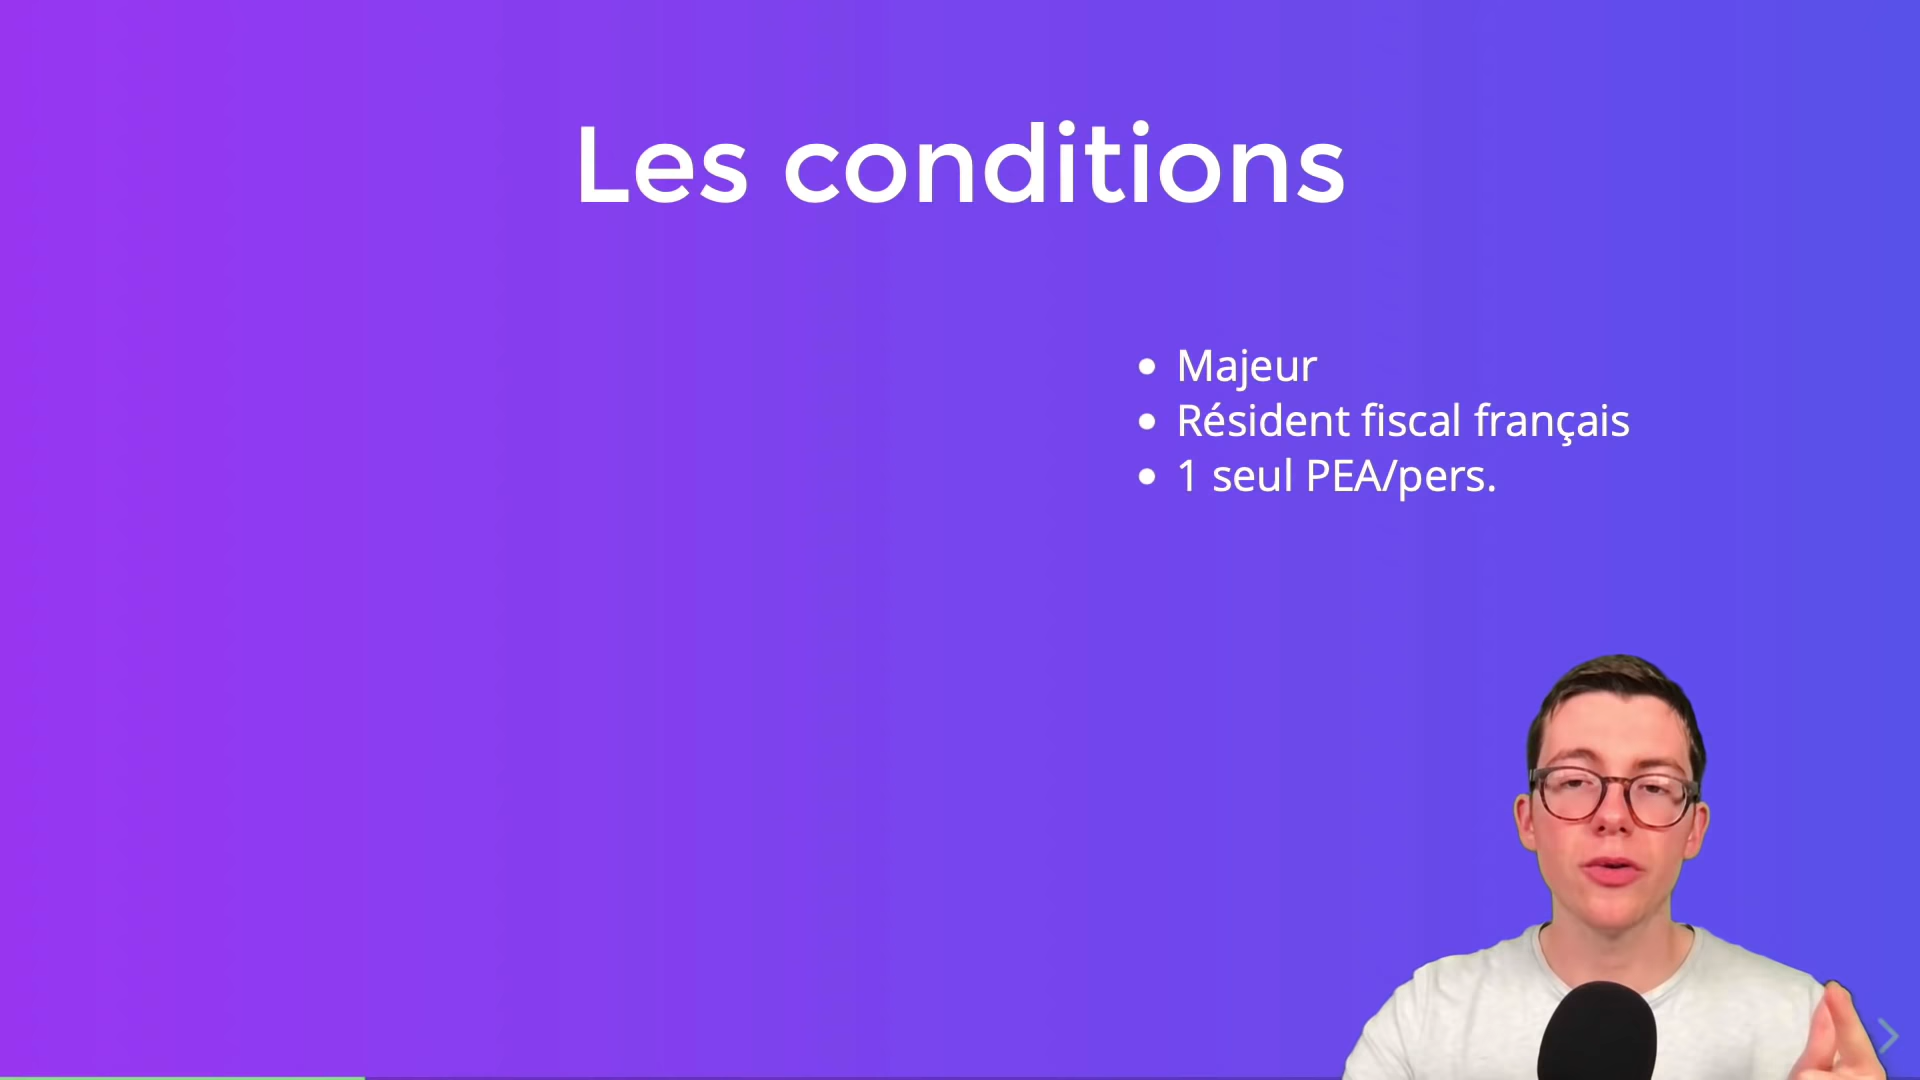 Les conditions
• Majeur
• Résident fiscal français
• 1 seul PEA/pers.